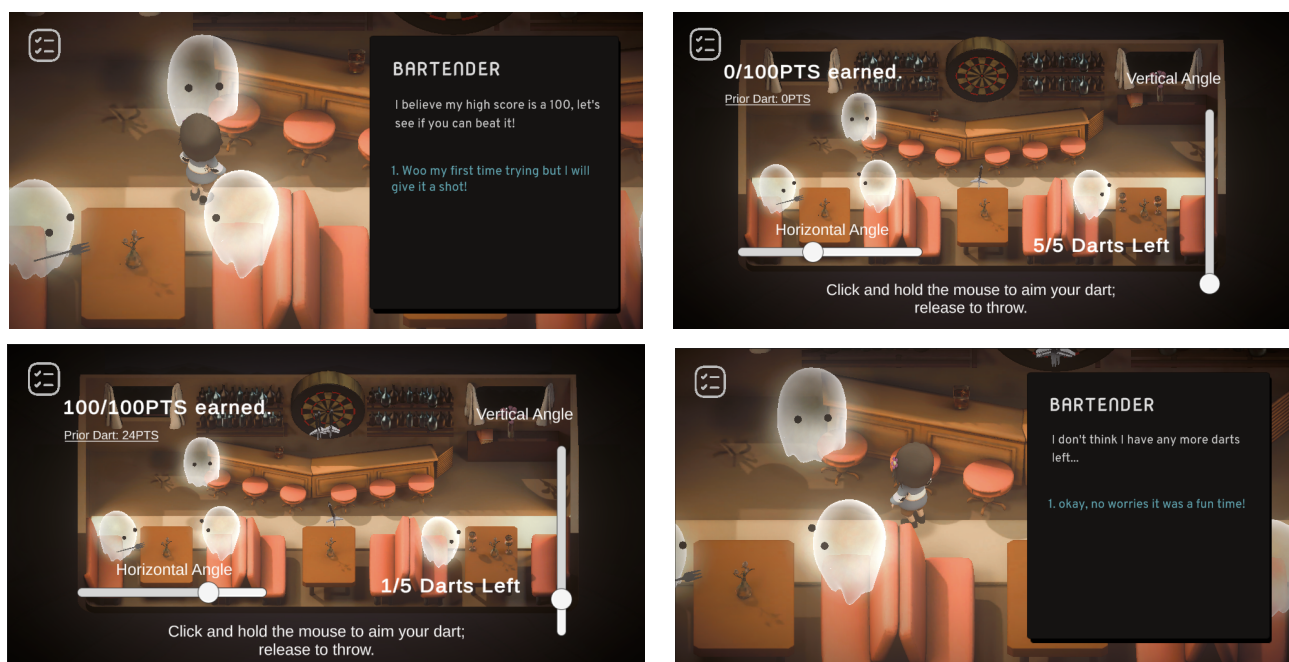 BARTENDER
I believe my high score is a 100, let's
see if you can beat it!
1. Woo my first time trying but I will
give it a shot!
0/100PTS earned.
Vertical Angle
Prior Dart: 0PTS
Horizontal Angle
5/5 Darts Left
Click and hold the mouse to aim your dart;
release to throw.
100/100PTS earned.
Vertical Angle
Prior Dart: 24PTS
Horizontal Angle
1/5 Darts Left
Click and hold the mouse to aim your dart;
release to throw.
BARTENDER
I don't think I have any more darts
left...
1. okay, no worries it was a fun time!